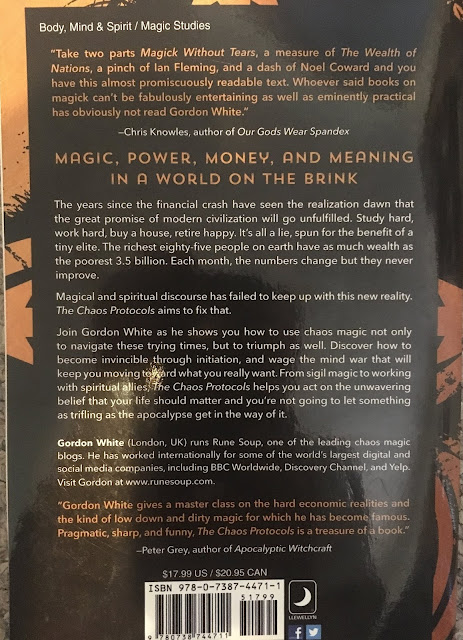 Body, Mind & Spirit / Magic Studies
“Take two parts Magick Without Tears, a measure of The Wealth of
Nations, a pinch of Ian Fleming, and a dash of Noel Coward and you
have this almost promiscuously readable text. Whoever said books on
magick can’t be fabulously entertaining as well as eminently practical
has obviously not read Gordon White.”
—Chris Knowles, author of Our Gods Wear Spandex
MAGIC, POWER, MONEY, AND MEANING
IN A WORLD ON THE BRINK
The years since the financial crash have seen the realization dawn that
the great promise of modern civilization will go unfulfilled. Study hard,
work hard, buy a house, retire happy. It’s all a lie, spun for the benefit of a
tiny elite. The richest eighty-five people on earth have as much wealth as
the poorest 3.5 billion. Each month, the numbers change but they never
improve.
Magical and spiritual discourse has failed to keep up with this new reality.
The Chaos Protocols aims to fix that.
Join Gordon White as he shows you how to use chaos magic not only
to navigate these trying times, but to triumph as well. Discover how to
become invincible through initiation, and wage the mind war that will
keep you moving toward what you really want. From sigil magic to working
with spiritual allies, The Chaos Protocols helps you act on the unwavering
belief that your life should matter and you’re not going to let something
as trifling as the apocalypse get in the way of it.
Gordon White (London, UK) runs Rune Soup, one of the leading chaos magic
blogs. He has worked internationally for some of the world’s largest digital and
social media companies, including BBC Worldwide, Discovery Channel, and Yelp.
Visit Gordon at www.runesoup.com.
“Gordon White gives a master class on the hard economic realities and
the kind of low down and dirty magic for which he has become famous.
Pragmatic, sharp, and funny, The Chaos Protocols is a treasure of a book.”
—Peter Grey, author of Apocalyptic Witchcraft
$17.99 US / $20.95 CAN
ISBN 978-0-7387-4471-1
51799
9 780738 744711
LLEWELLYN